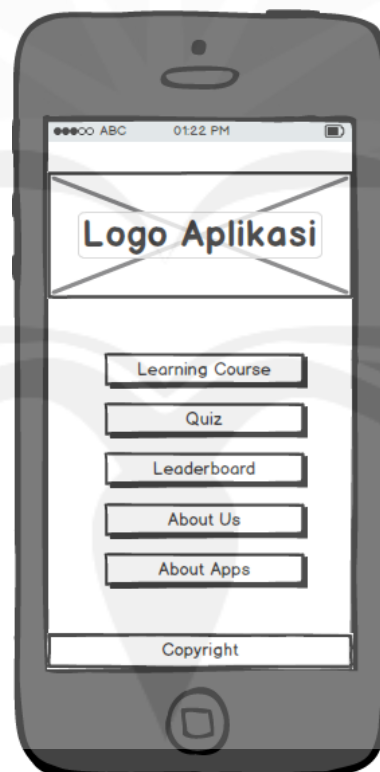 ABC 01:22 PM
Logo Aplikasi
Learning Course
Quiz
Leaderboard
About Us
About Apps
Copyright